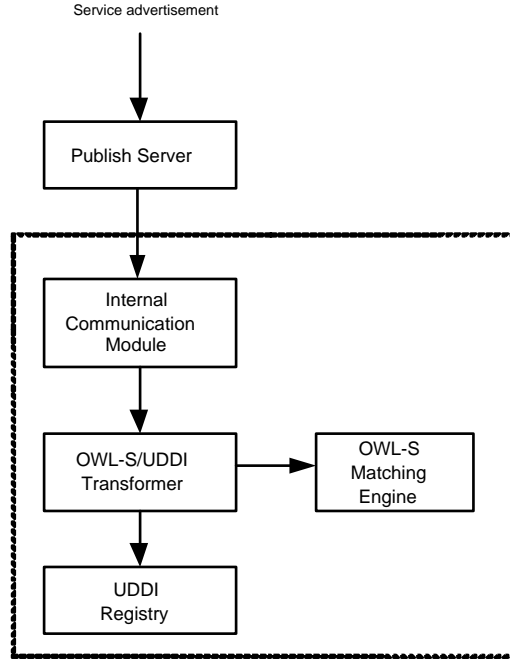 Service advertisement
Publish Server
Internal
Communication
Module
OWL-S/UDDI
Transformer
OWL-S
Matching
Engine
UDDI
Registry